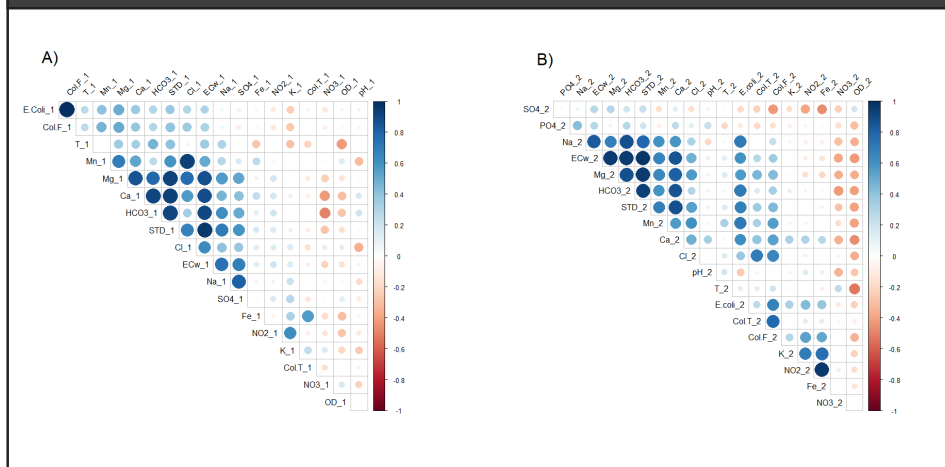 A)
Col.F_1
T_1
Mn_1
Mg_1
Ca_1
HCO3_1
STD_1
Cl_1
ECw_1
Na_1
SO4_1
Fe_1
NO2_1
K_1
Col.T_1
NO3_1
OD_1
pH_1
E.Coli_1
Col.F_1
T_1
Mn_1
Mg_1
Ca_1
HCO3_1
STD_1
Cl_1
ECw_1
Na_1
SO4_1
Fe_1
NO2_1
K_1
Col.T_1
NO3_1
OD_1
1
0.8
0.6
0.4
0.2
0
-0.2
-0.4
-0.6
-0.8
-1
B)
PO4_2
Na_2
ECw_2
Mg_2
HCO3_2
STD_2
Mn_2
Ca_2
Cl_2
pH_2
T_2
E.coli_2
Col.T_2
Col.F_2
K_2
NO2_2
Fe_2
NO3_2
OD_2
SO4_2
PO4_2
Na_2
ECw_2
Mg_2
HCO3_2
STD_2
Mn_2
Ca_2
Cl_2
pH_2
T_2
E.coli_2
Col.T_2
Col.F_2
K_2
NO2_2
Fe_2
NO3_2
1
0.8
0.6
0.4
0.2
0
-0.2
-0.4
-0.6
-0.8
-1